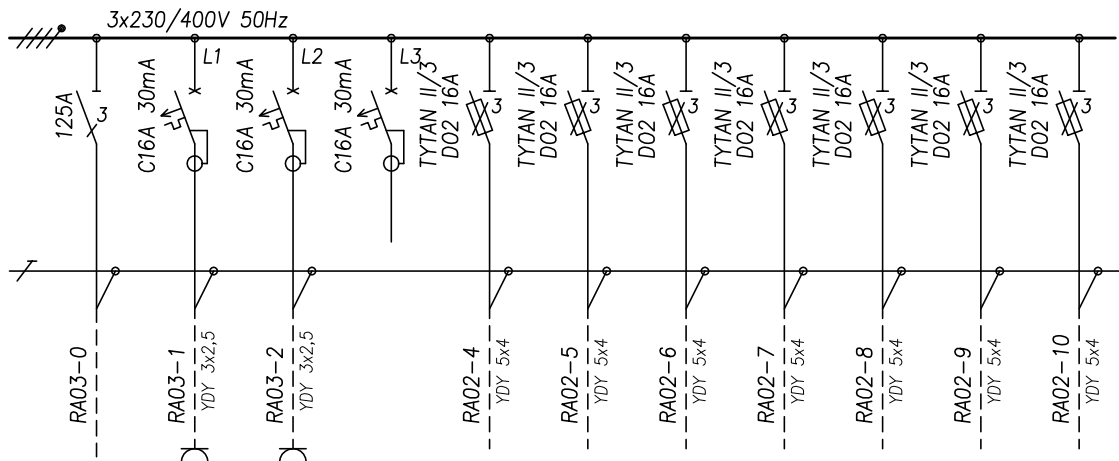 3x230/400V 50Hz
L1
L2
L3
125A
3
C16A 30mA
C16A 30mA
C16A 30mA
TYTAN II/3
D02 16A
3
TYTAN II/3
D02 16A
3
TYTAN II/3
D02 16A
3
TYTAN II/3
D02 16A
3
TYTAN II/3
D02 16A
3
TYTAN II/3
D02 16A
3
TYTAN II/3
D02 16A
3
RA03-0
RA03-1
YDY 3x2,5
RA03-2
YDY 3x2,5
RA02-4
YDY 5x4
RA02-5
YDY 5x4
RA02-6
YDY 5x4
RA02-7
YDY 5x4
RA02-8
YDY 5x4
RA02-9
YDY 5x4
RA02-10
YDY 5x4